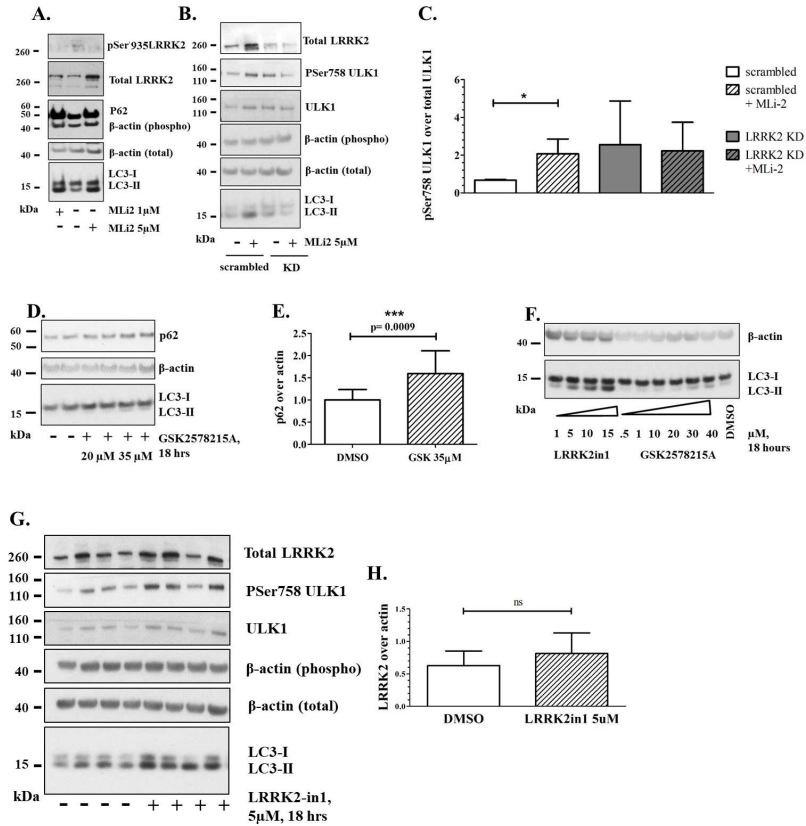 A.
260
pSer935LRRK2
260
Total LRRK2
60
50
P62
40
β-actin (phospho)
40
β-actin (total)
15
LC3-I
LC3-II
kDa
+ - - MLi2 1μM
- - + MLi2 5μM
B.
260
Total LRRK2
160
110
PSer758 ULK1
160
110
ULK1
40
β-actin (phospho)
40
β-actin (total)
15
LC3-I
LC3-II
kDa
- + - + MLi2 5μM
scrambled KD
C.
pSer758 ULK1 over total ULK1
6
4
2
0
*
scrambled
scrambled
+ MLi-2
LRRK2 KD
LRRK2 KD
+MLi-2
D.
60
50
p62
40
β-actin
15
LC3-I
LC3-II
kDa
- - + + + + GSK2578215A,
20 μM 35 μM 18 hrs
E.
***
p= 0.0009
p62 over actin
2.5
2.0
1.5
1.0
0.5
0.0
DMSO GSK 35μM
F.
40
β-actin
15
LC3-I
LC3-II
kDa
1 5 10 15 .5 1 10 20 30 40 DMSO μM,
18 hours
LRRK2in1 GSK2578215A
G.
260
Total LRRK2
160
110
PSer758 ULK1
160
110
ULK1
40
β-actin (phospho)
40
β-actin (total)
15
LC3-I
LC3-II
kDa
- - - - + + + + LRRK2-in1,
5μM, 18 hrs
H.
LRRK2 over actin
1.5
1.0
0.5
0.0
ns
DMSO LRRK2in1 5uM